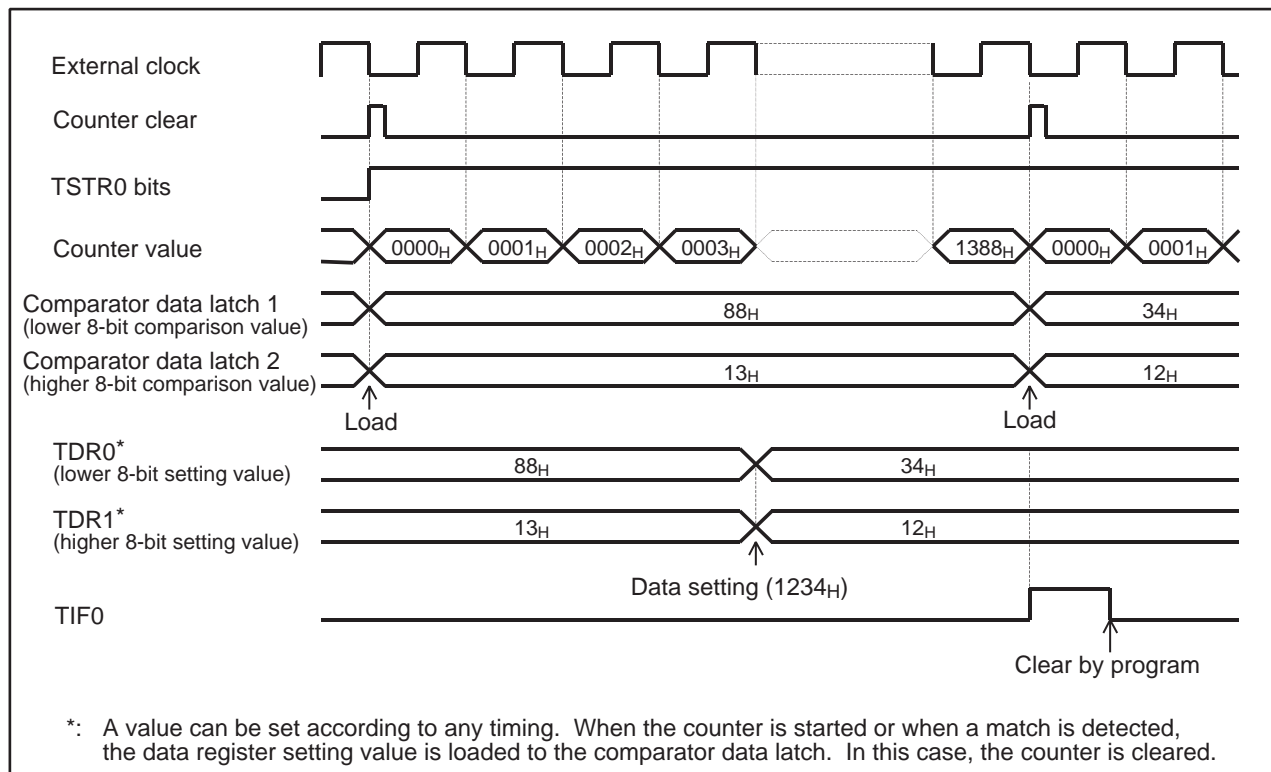 External clock
Counter clear
TSTR0 bits
Counter value 0000H 0001H 0002H 0003H 1388H 0000H 0001H
Comparator data latch 1
(lower 8-bit comparison value) 88H 34H
Comparator data latch 2
(higher 8-bit comparison value) 13H 12H
Load Load
TDR0*
(lower 8-bit setting value) 88H 34H
TDR1*
(higher 8-bit setting value) 13H 12H
Data setting (1234H)
TIF0
Clear by program
*: A value can be set according to any timing. When the counter is started or when a match is detected,
the data register setting value is loaded to the comparator data latch. In this case, the counter is cleared.